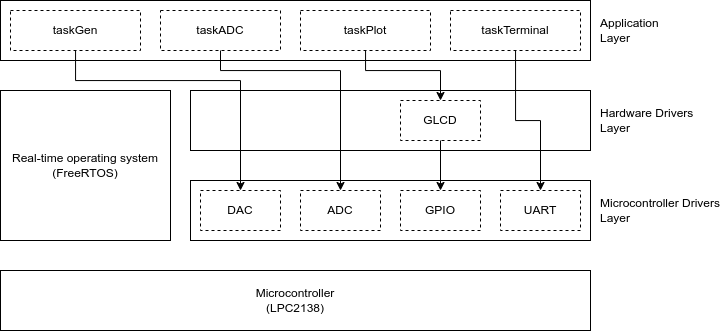 taskGen
taskADC
taskPlot
taskTerminal
Application
Layer
Real-time operating system
(FreeRTOS)
GLCD
Hardware Drivers
Layer
DAC
ADC
GPIO
UART
Microcontroller Drivers
Layer
Microcontroller
(LPC2138)